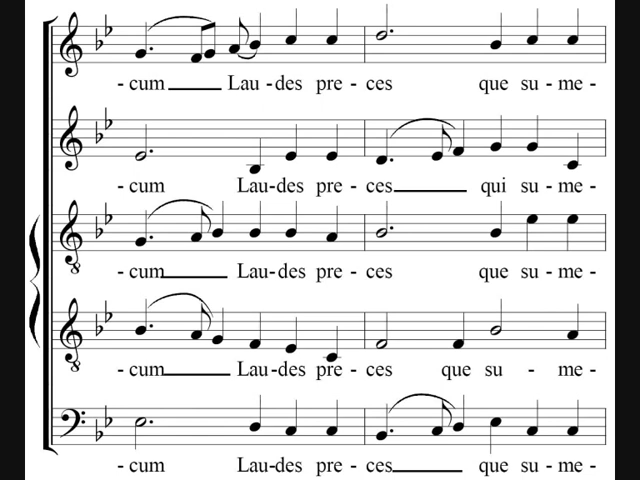 - cum Lau - des pre - ces que su - me -
- cum Lau-des pre - ces qui su - me-
- cum Lau-des pre - ces que su - me -
- cum Lau-des pre - ces que su - me-
- cum Lau-des pre - ces que su - me -